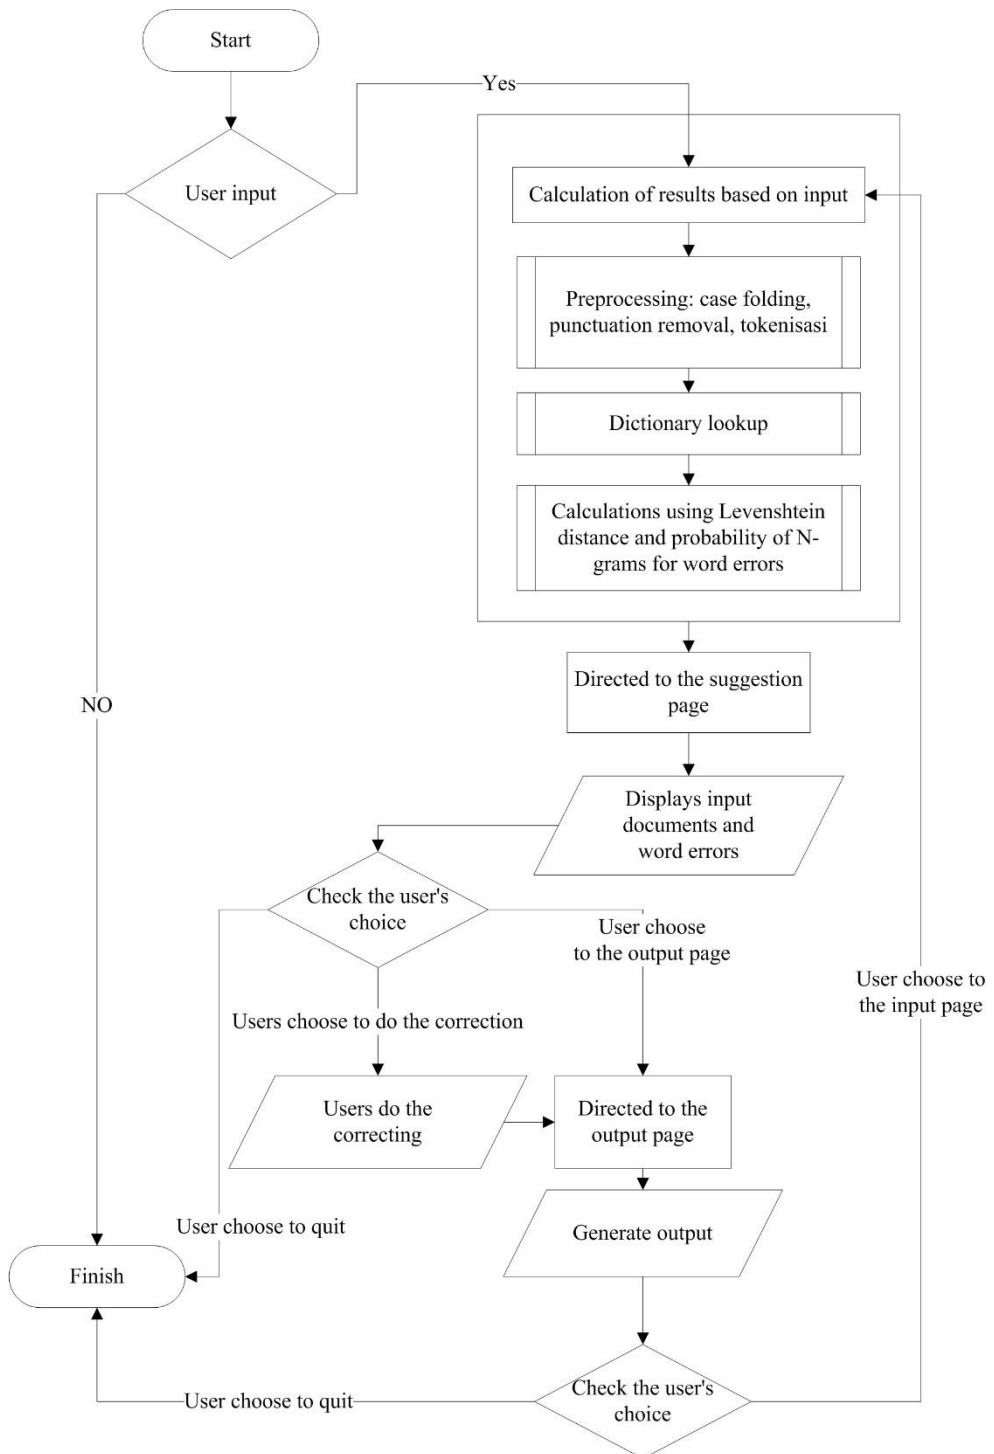 Start
Yes
User input
Calculation of results based on input
Preprocessing: case folding,
punctuation removal, tokenisasi
Dictionary lookup
Calculations using Levenshtein
distance and probability of N-
grams for word errors
NO
Directed to the suggestion
page
Displays input
documents and
word errors
Check the user's
choice
User choose
to the output page
User choose to
the input page
Users choose to do the correction
Users do the
correcting
Directed to the
output page
User choose to quit
Generate output
Finish
User choose to quit
Check the user's
choice